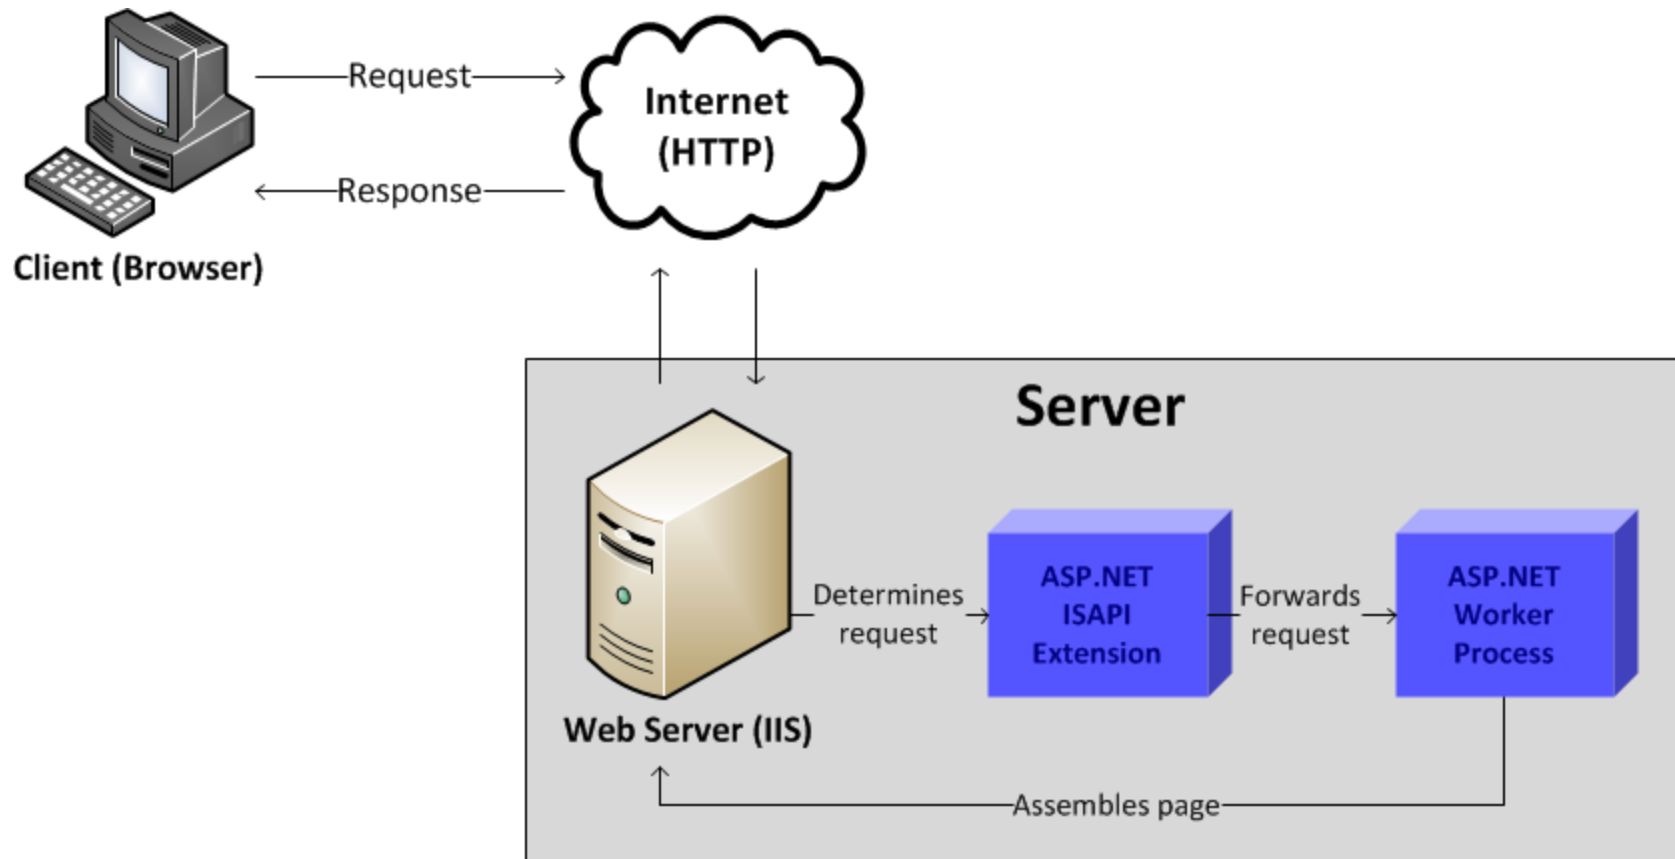 Request
Internet
(HTTP)
Response
Client (Browser)
Server
Determines
request
ASP.NET
ISAPI
Extension
Forwards
request
ASP.NET
Worker
Process
Web Server (IIS)
Assembles page